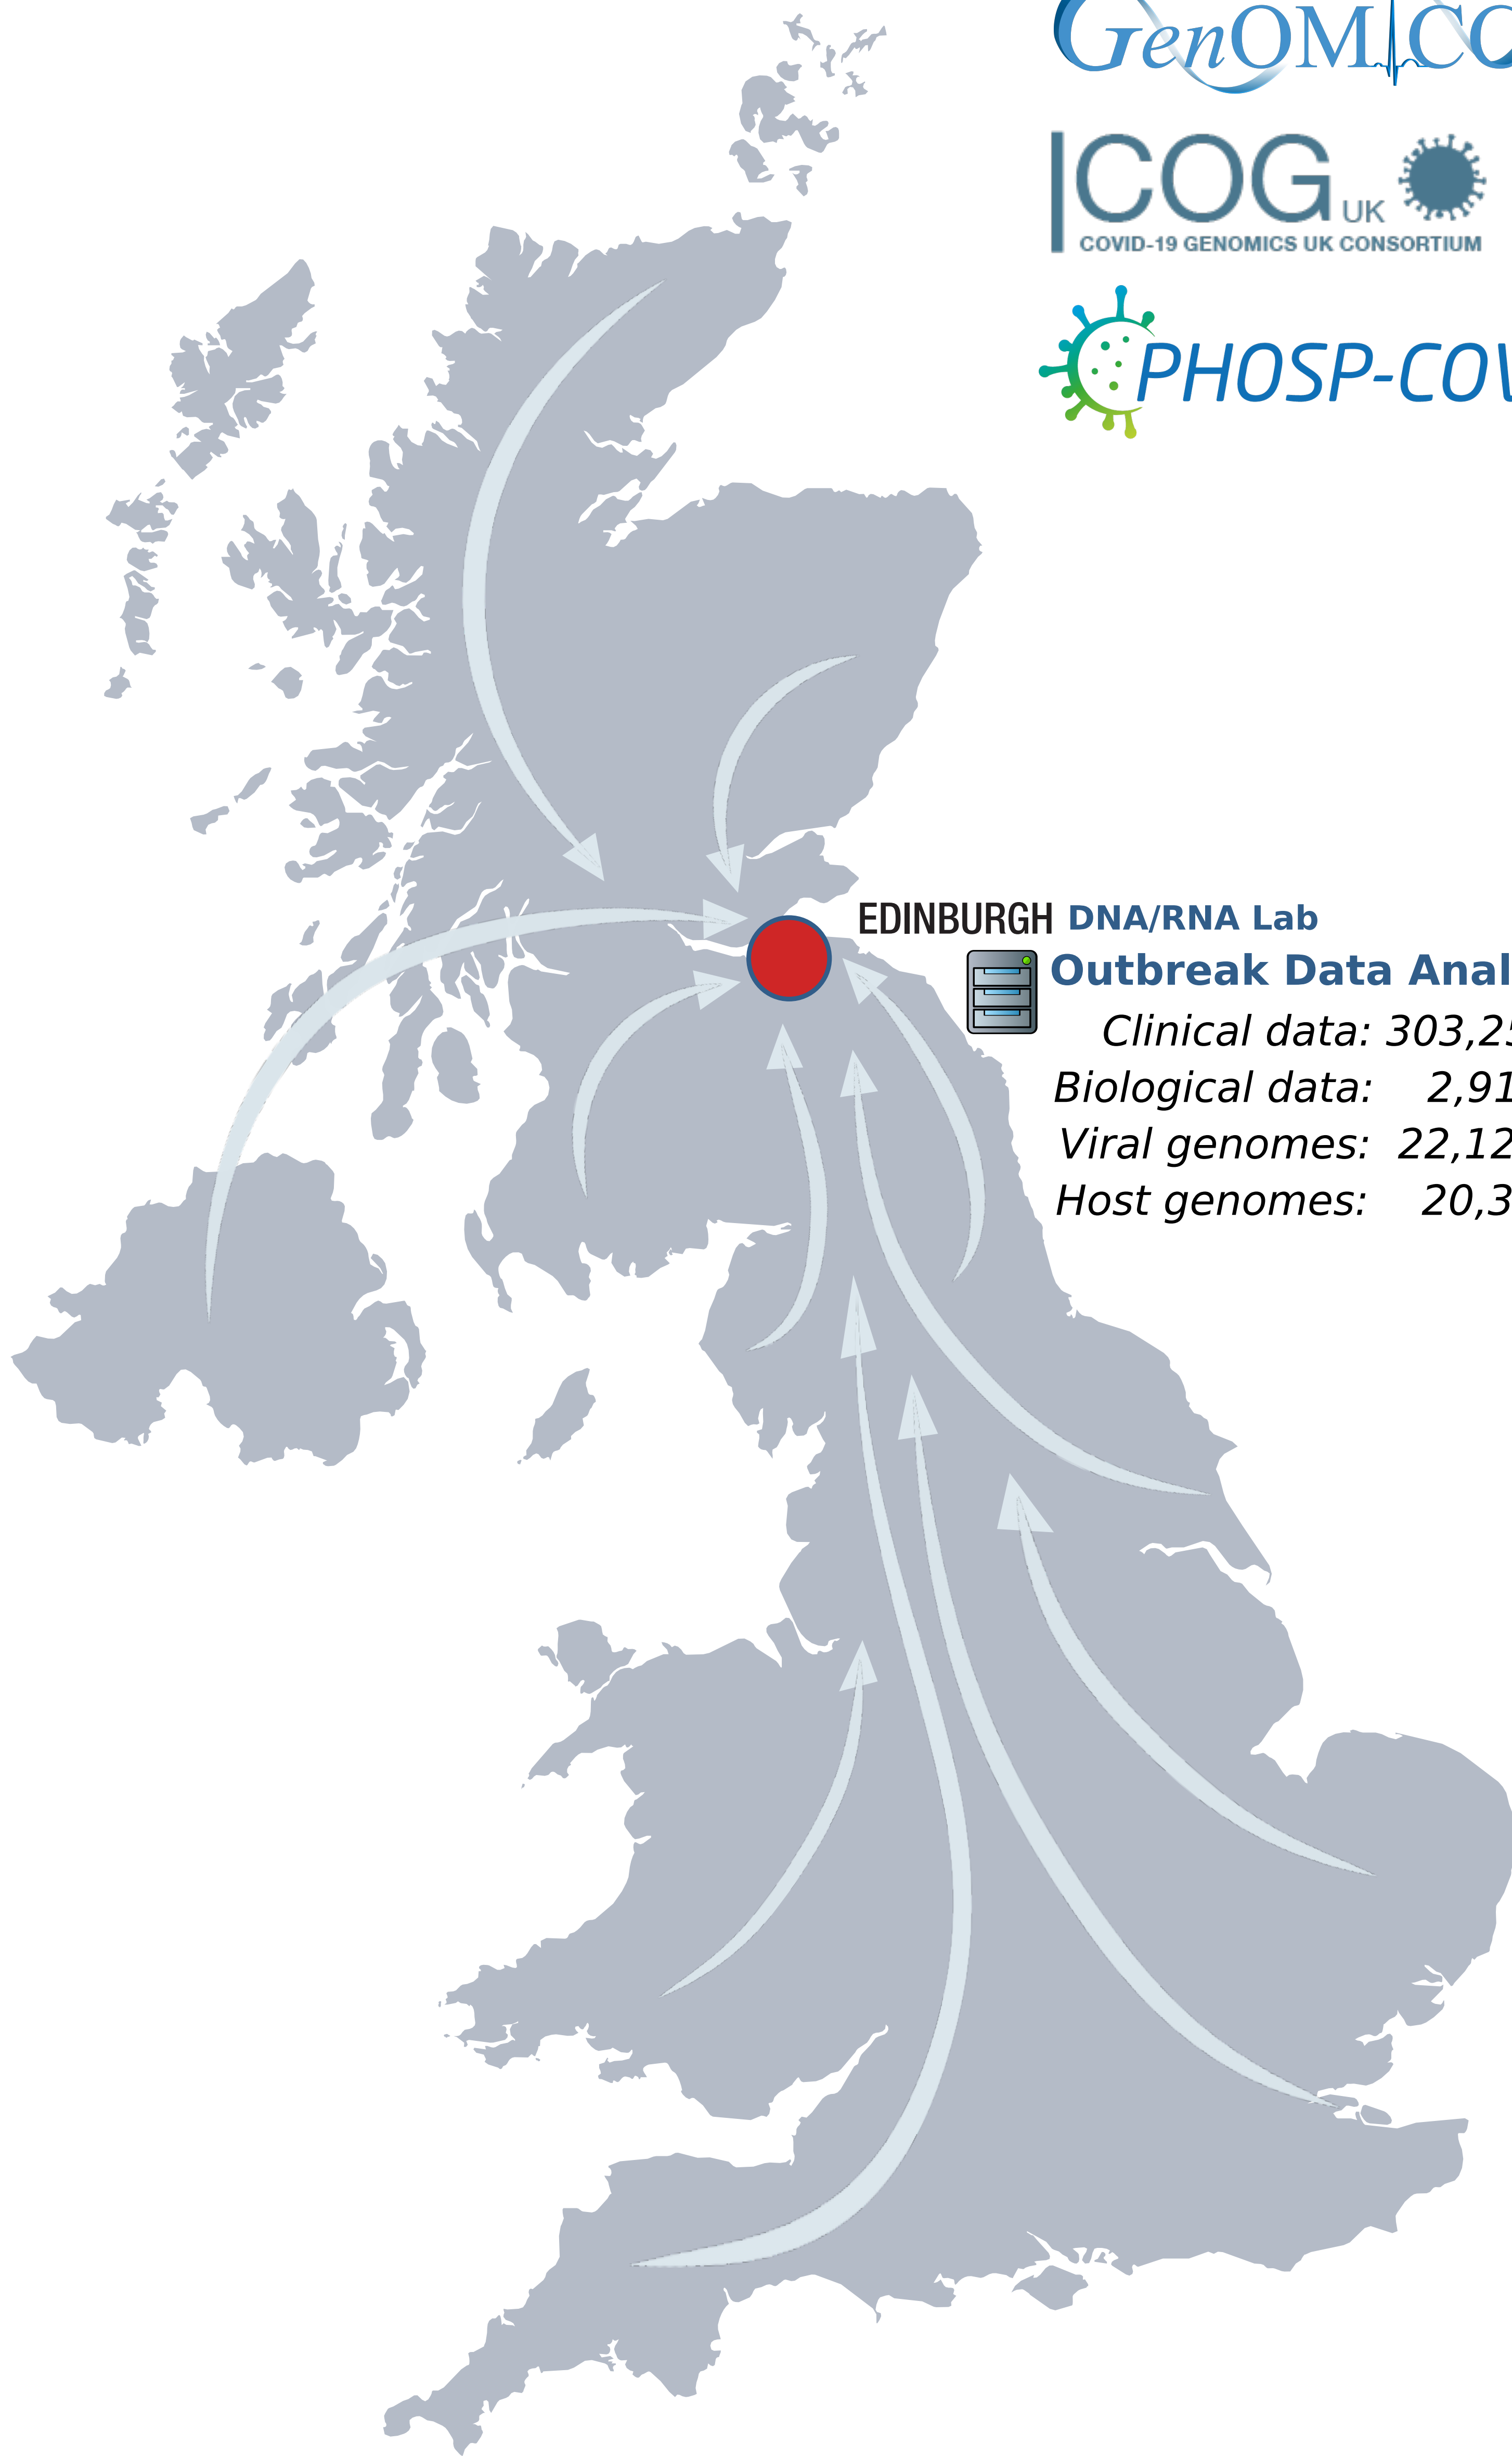 GenOMICC
COG UK
COVID-19 GENOMICS UK CONSORTIUM
PHOSP-COV
EDINBURGH DNA/RNA Lab
Outbreak Data Anal
Clinical data: 303,25
Biological data: 2,91
Viral genomes: 22,12
Host genomes: 20,3